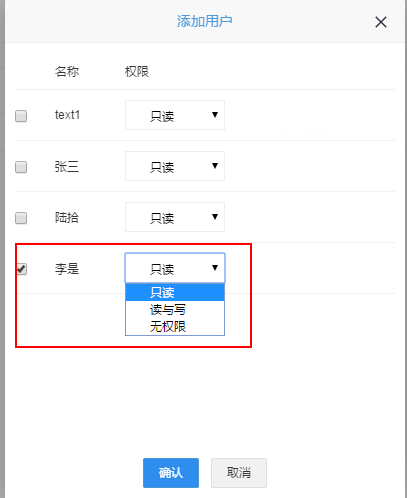 添加用户
名称 权限
text1 只读
张三 只读
陆拾 只读
李是 只读
只读
读与写
无权限
确认 取消